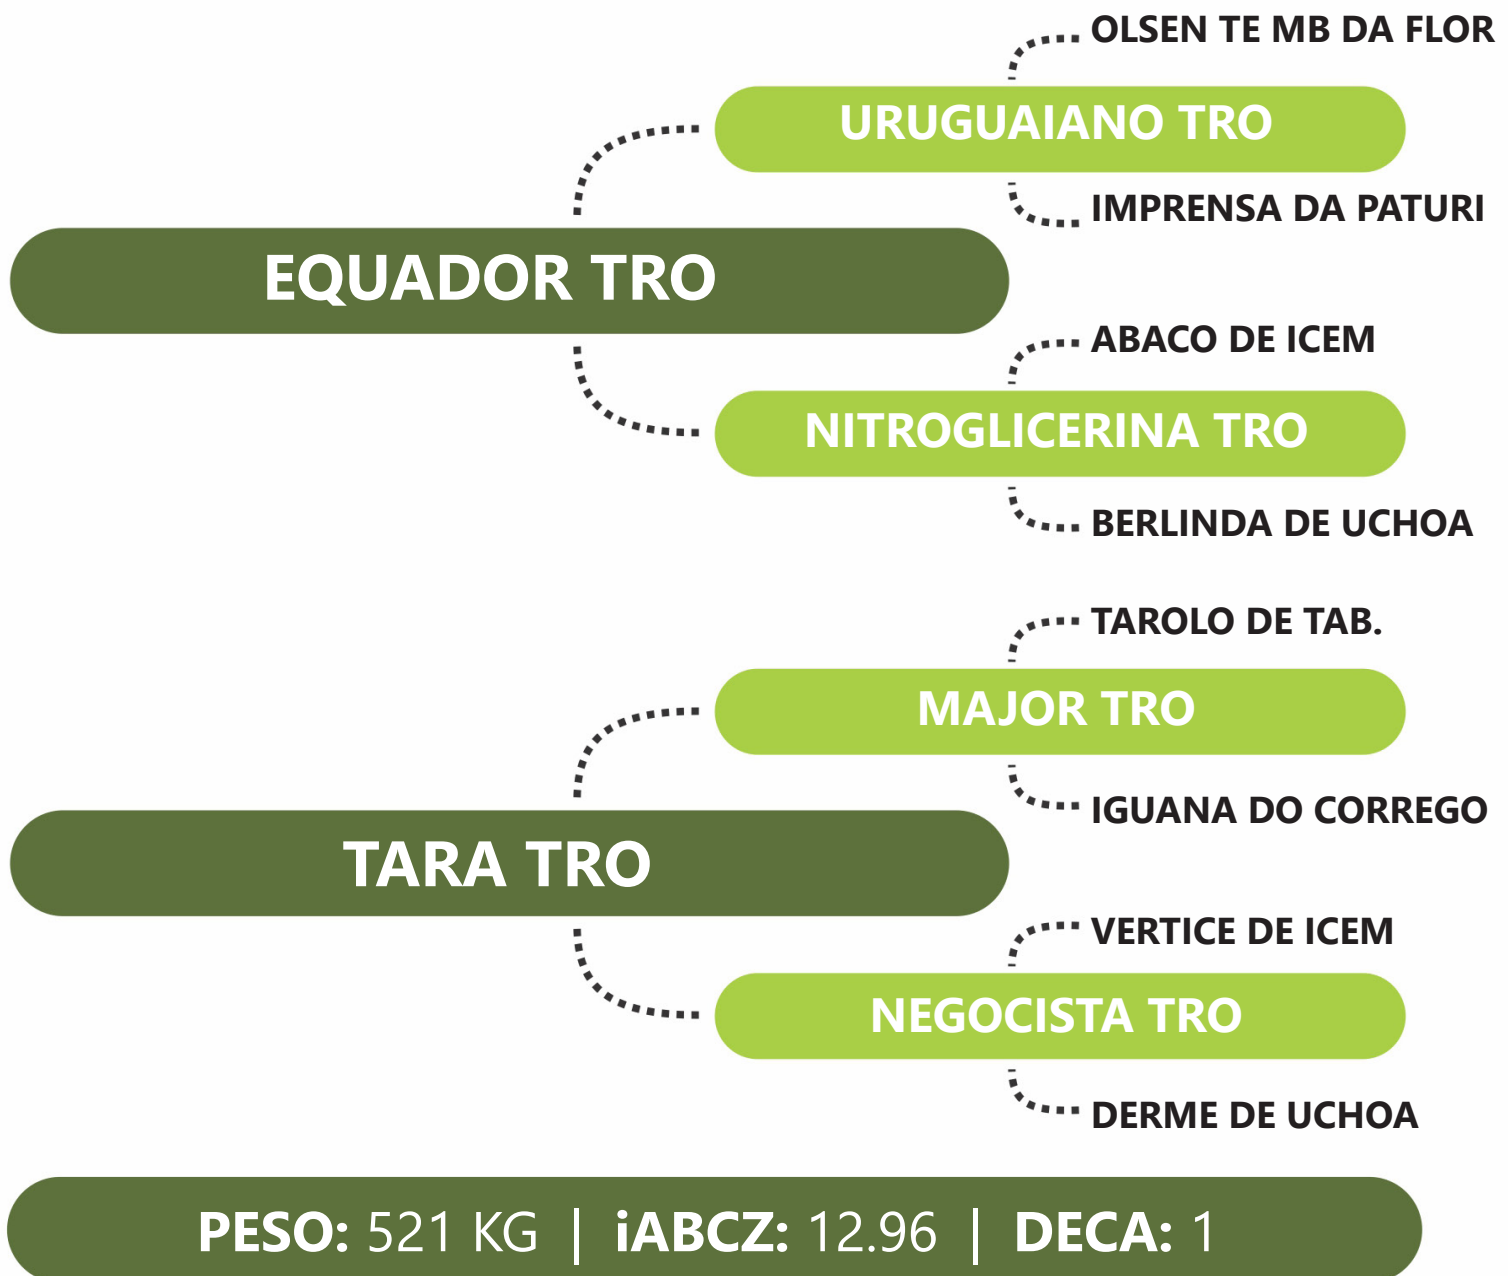 OLSEN TE MB DA FLOR
URUGUAIANO TRO
IMPRENSA DA PATURI
EQUADOR TRO
ABACO DE ICEM
NITROGLICERINA TRO
BERLINDA DE UCHOA
TAROLO DE TAB.
MAJOR TRO
IGUANA DO CORREGO
TARA TRO
VERTICE DE ICEM
NEGOCISTA TRO
DERME DE UCHOA
PESO: 521 KG | iABCZ: 12.96 | DECA: 1